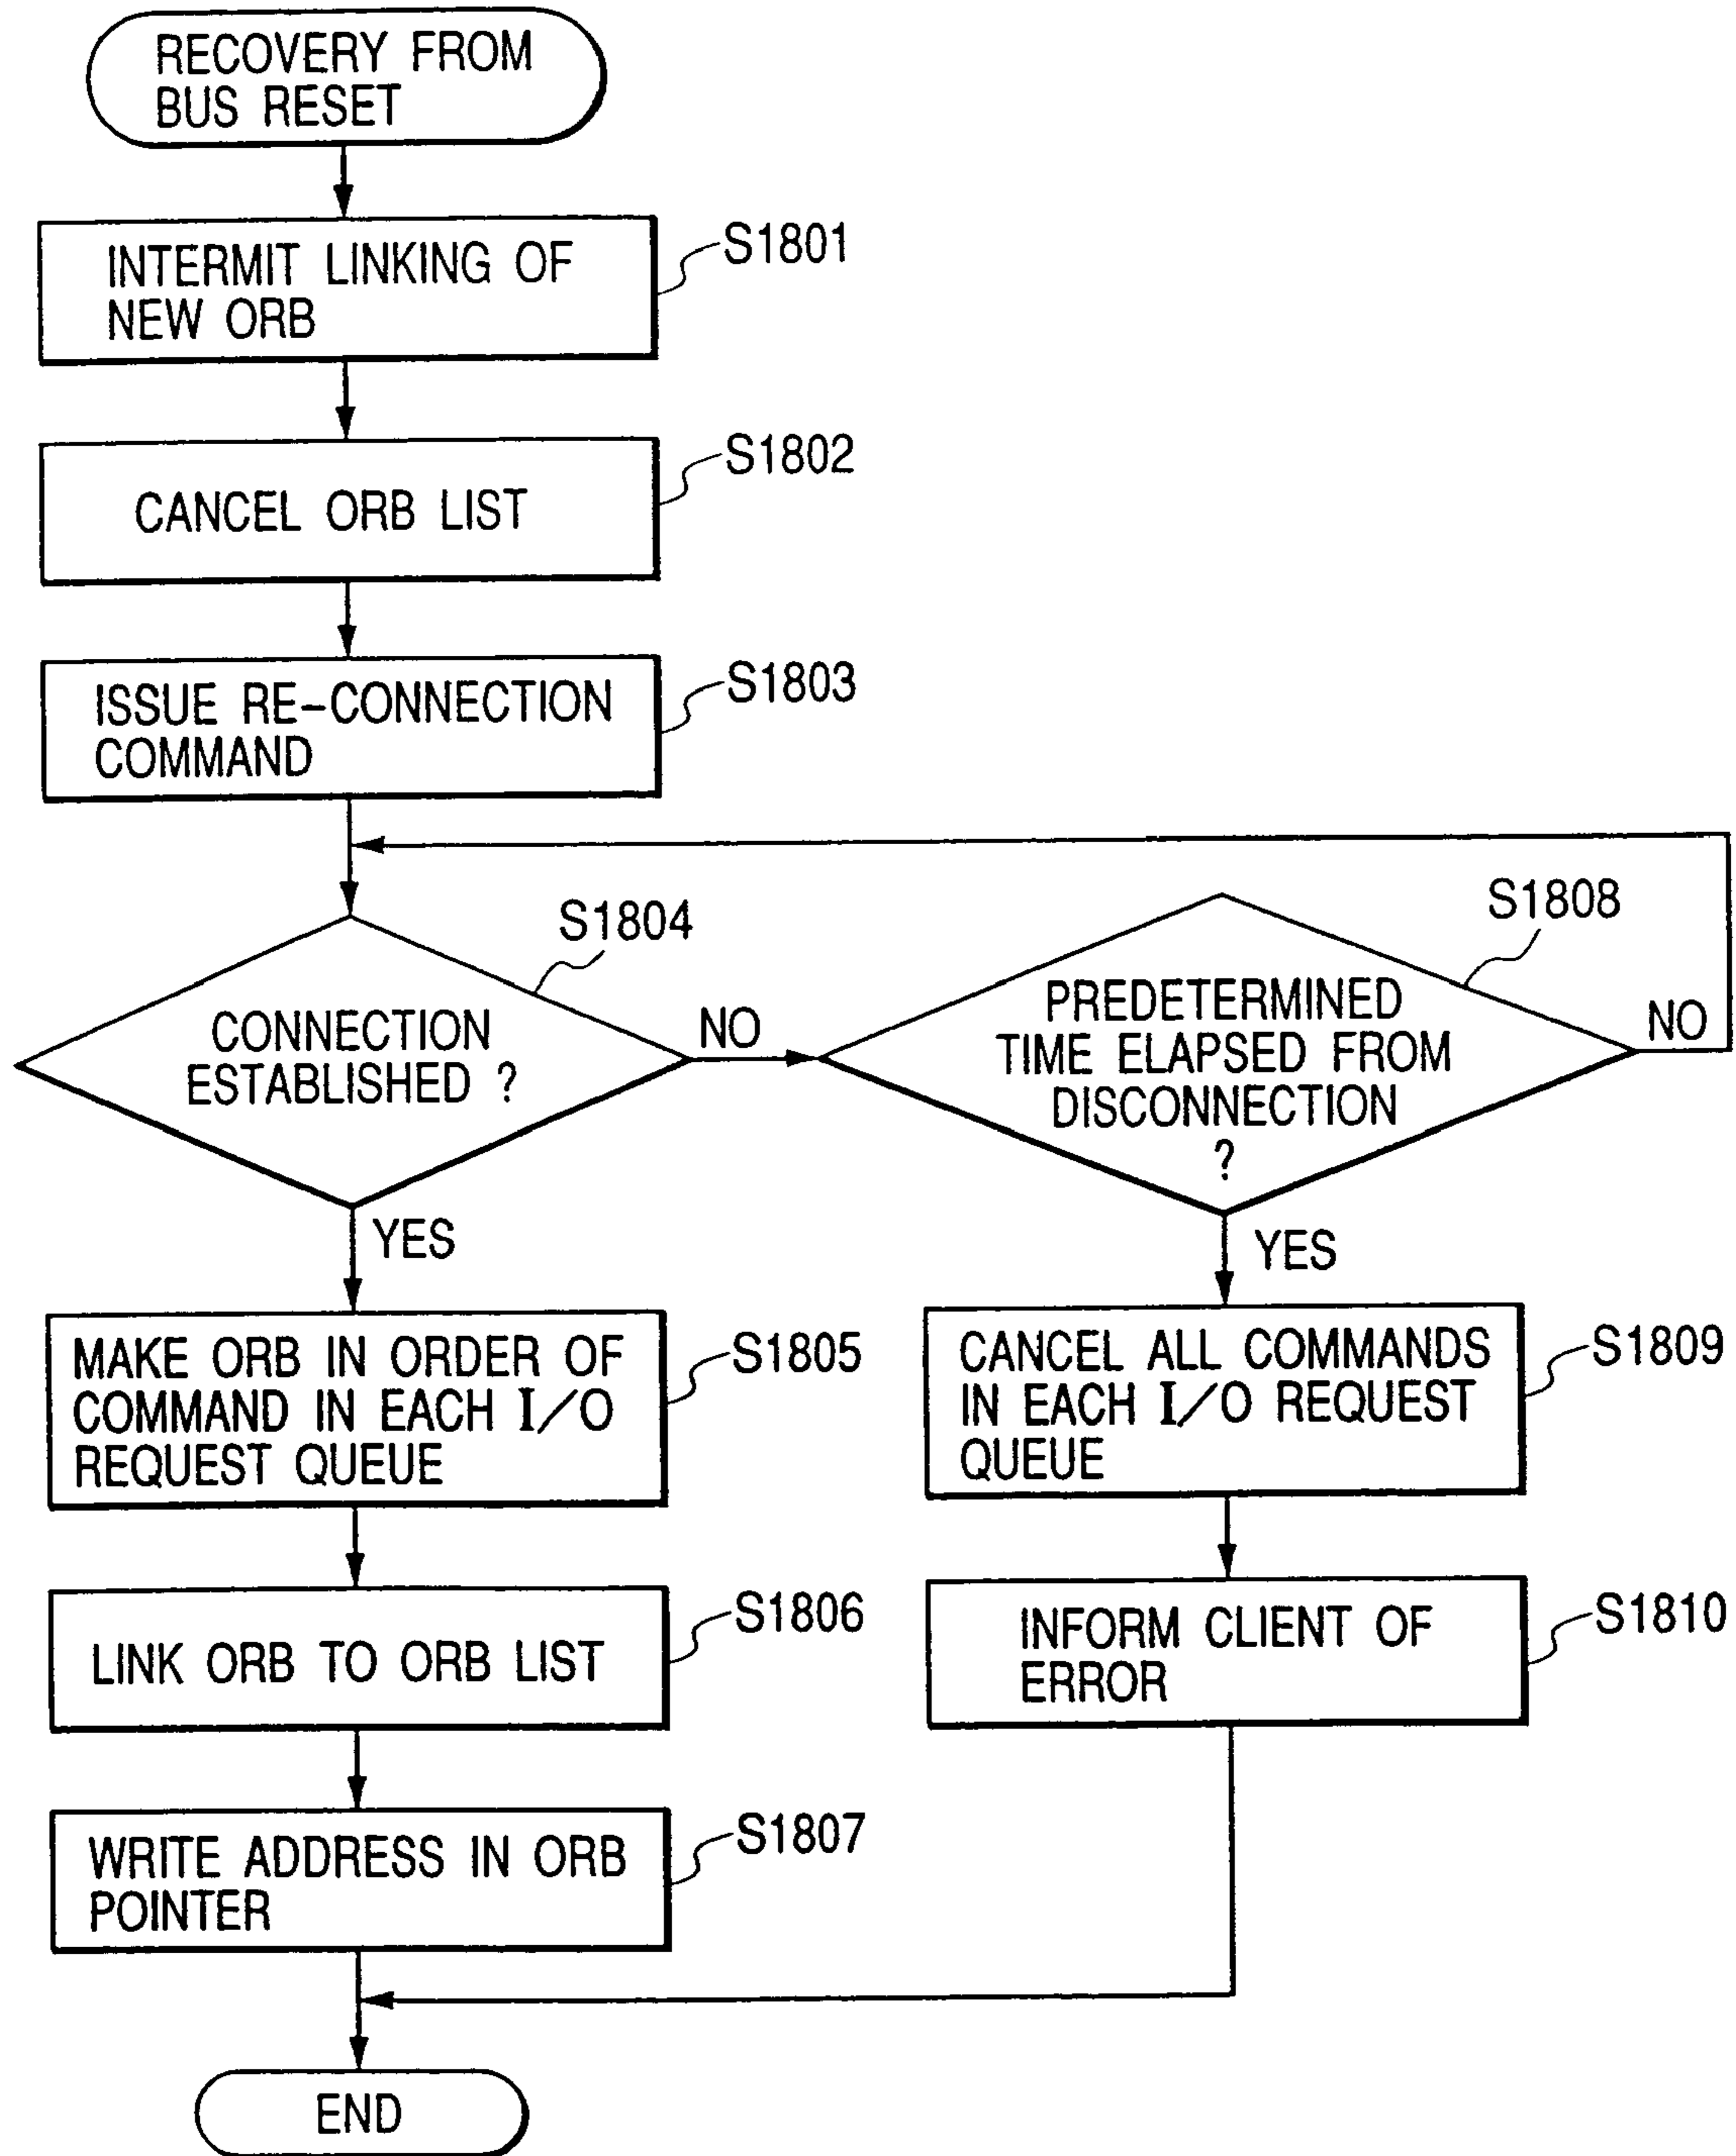 RECOVERY FROM
BUS RESET
INTERMIT LINKING OF
NEW ORB
S1801
CANCEL ORB LIST
S1802
ISSUE RE-CONNECTION
COMMAND
S1803
CONNECTION
ESTABLISHED ?
S1804
NO
PREDETERMINED
TIME ELAPSED FROM
DISCONNECTION
?
S1808
NO
YES
YES
MAKE ORB IN ORDER OF
COMMAND IN EACH I/O
REQUEST QUEUE
S1805
CANCEL ALL COMMANDS
IN EACH I/O REQUEST
QUEUE
S1809
LINK ORB TO ORB LIST
S1806
INFORM CLIENT OF
ERROR
S1810
WRITE ADDRESS IN ORB
POINTER
S1807
END